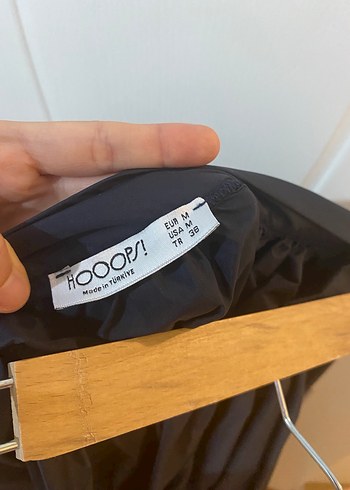 HOOOPS!
Made in TÜRKİYE
EUR M
USA M
TR 38